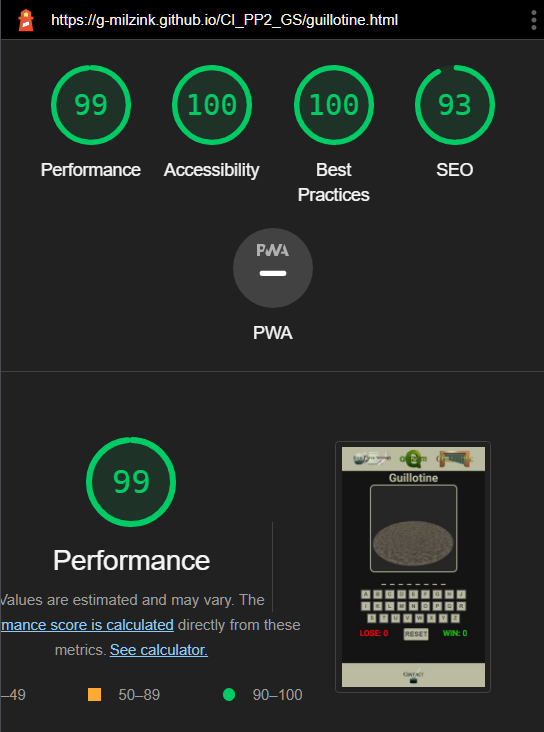 https://g-milzink.github.io/CI_PP2_GS/guillotine.html
99 100 100 93
Performance Accessibility Best Practices SEO
PWA
PWA
99
Performance
Values are estimated and may vary. The
mance score is calculated directly from these
metrics. See calculator.
–49 50–89 90–100
Guillotine
A B C D E F G H I J
K L M N O P Q R
S T U V W X Y Z
LOSE: 0 RESET WIN: 0
Contact